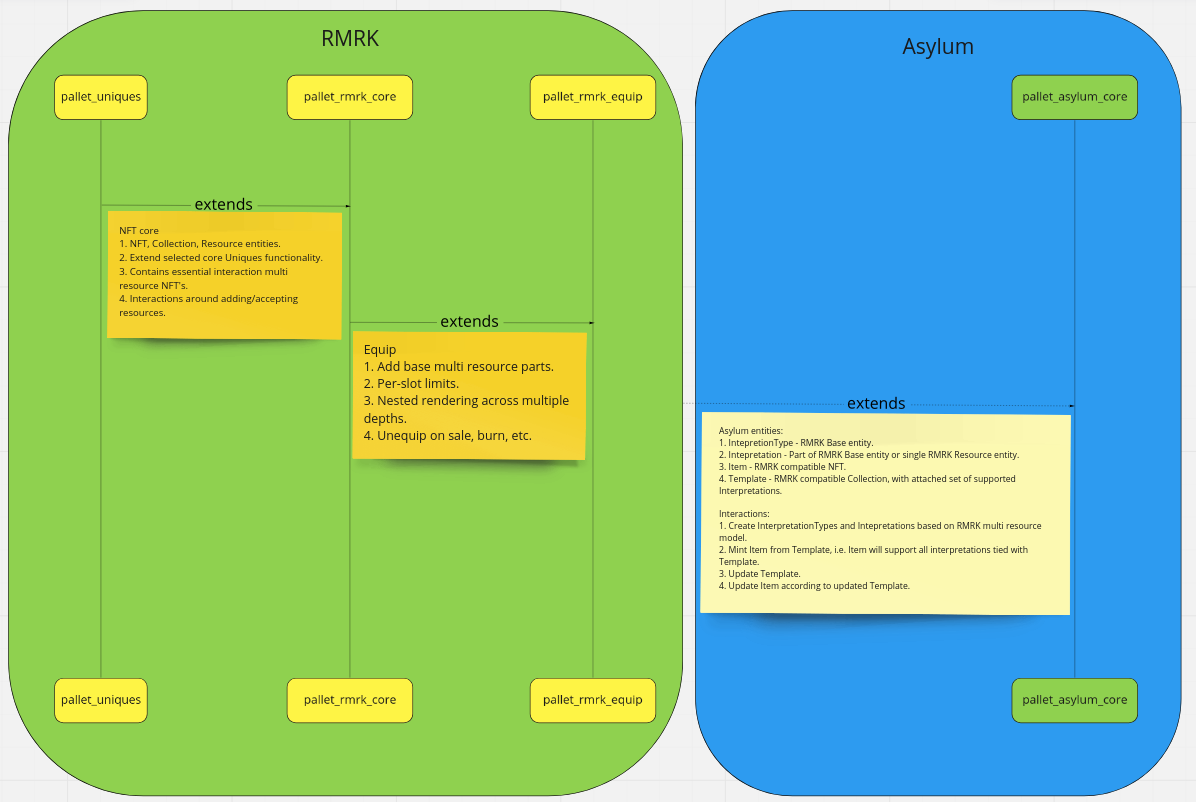 RMRK
Asylum
pallet_uniques
pallet_rmrk_core
pallet_rmrk_equip
pallet_asylum_core
extends
NFT core
1. NFT, Collection, Resource entities.
2. Extend selected core Uniques functionality.
3. Contains essential interaction multi
resource NFT's.
4. Interactions around adding/accepting
resources.
extends
Equip
1. Add base multi resource parts.
2. Per-slot limits.
3. Nested rendering across multiple
depths.
4. Unequip on sale, burn, etc.
extends
Asylum entities:
1. IntepretionType - RMRK Base entity.
2. Intepretation - Part of RMRK Base entity or single RMRK Resource entity.
3. Item - RMRK compatible NFT.
4. Template - RMRK compatible Collection, with attached set of supported
Interpretations.
Interactions:
1. Create InterpretationTypes and Intepretations based on RMRK multi resource
model.
2. Mint Item from Template, i.e. Item will support all interpretations tied with
Template.
3. Update Template.
4. Update Item according to updated Template.
pallet_uniques
pallet_rmrk_core
pallet_rmrk_equip
pallet_asylum_core